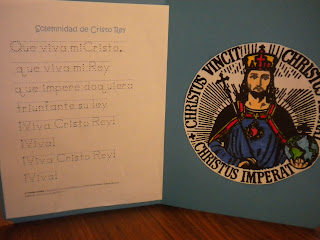 Solemnidad de Cristo Rey
Que viva mi Cristo,
que viva mi Rey
que impere doquiera
triunfante su ley
¡Viva Cristo Rey!
¡Viva!
¡Viva Cristo Rey!
¡Viva!
CHRISTUS VINCIT
CHRISTUS
CHRISTUS IMPERAT